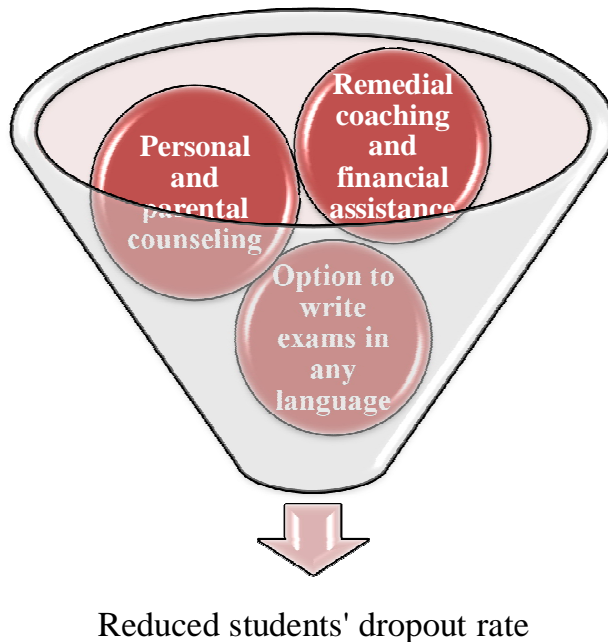 Personal
and
parental
counseling
Remedial
coaching
and
financial
assistance
Option to
write
exams in
any
language
Reduced students' dropout rate